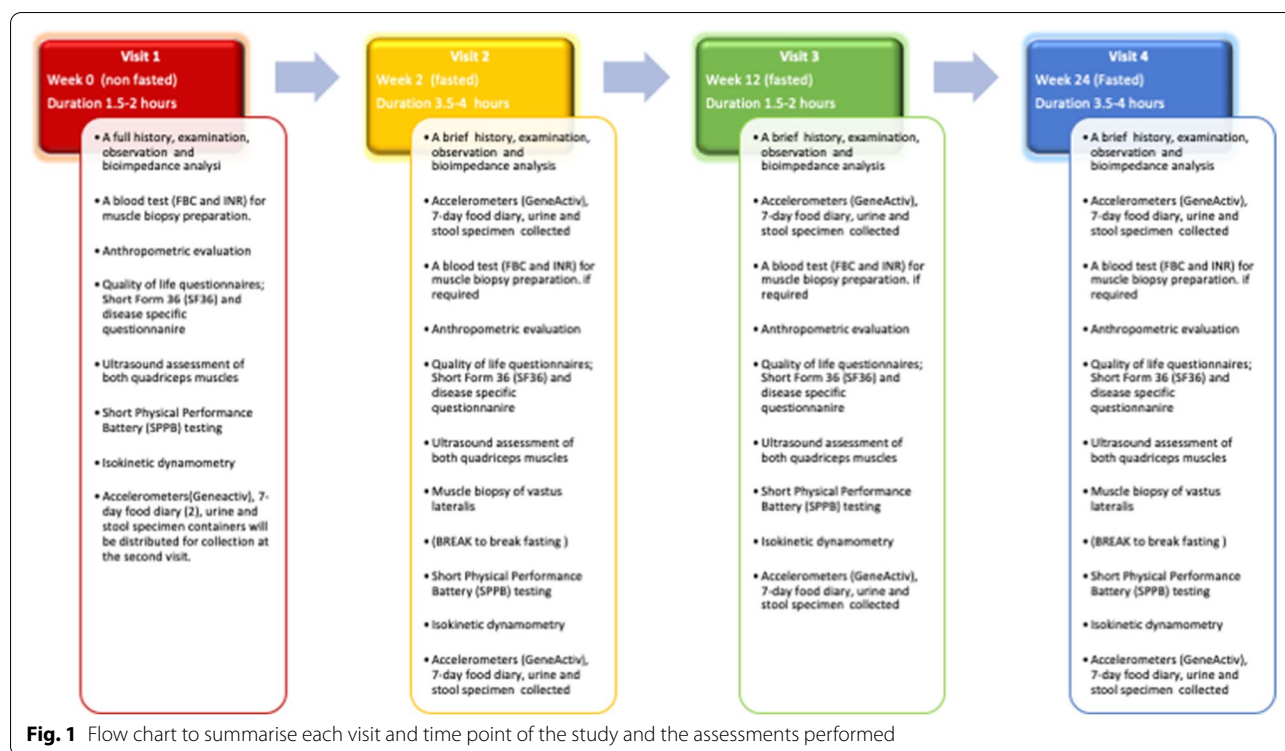 Visit 1
Week 0 (non fasted)
Duration 1.5-2 hours
• A full history, examination,
observation and
bioimpedance analysi
• A blood test (FBC and INR) for
muscle biopsy preparation.
• Anthropometric evaluation
• Quality of life questionnaires;
Short Form 36 (SF36) and
disease specific
questionnanire
• Ultrasound assessment of
both quadriceps muscles
• Short Physical Performance
Battery (SPPB) testing
• Isokinetic dynamometry
• Accelerometers(Geneactiv), 7-
day food diary (2), urine and
stool specimen containers will
be distributed for collection at
the second visit.
Visit 2
Week 2 (fasted)
Duration 3.5-4 hours
• A brief history, examination,
observation and
bioimpedance analysis
• Accelerometers (GeneActiv),
7-day food diary, urine and
stool specimen collected
• A blood test (FBC and INR) for
muscle biopsy preparation. if
required
• Anthropometric evaluation
• Quality of life questionnaires;
Short Form 36 (SF36) and
disease specific
questionnanire
• Ultrasound assessment of
both quadriceps muscles
• Muscle biopsy of vastus
lateralis
• (BREAK to break fasting )
• Short Physical Performance
Battery (SPPB) testing
• Isokinetic dynamometry
• Accelerometers (GeneActiv),
7-day food diary, urine and
stool specimen collected
Visit 3
Week 12 (fasted)
Duration 1.5-2 hours
• A brief history, examination,
observation and
bioimpedance analysis
• Accelerometers (GeneActiv),
7-day food diary, urine and
stool specimen collected
• A blood test (FBC and INR) for
muscle biopsy preparation. if
required
• Anthropometric evaluation
• Quality of life questionnaires;
Short Form 36 (SF36) and
disease specific
questionnanire
• Ultrasound assessment of
both quadriceps muscles
• Short Physical Performance
Battery (SPPB) testing
• Isokinetic dynamometry
• Accelerometers (GeneActiv),
7-day food diary, urine and
stool specimen collected
Visit 4
Week 24 (Fasted)
Duration 3.5-4 hours
• A brief history, examination,
observation and
bioimpedance analysis
• Accelerometers (GeneActiv),
7-day food diary, urine and
stool specimen collected
• A blood test (FBC and INR) for
muscle biopsy preparation. if
required
• Anthropometric evaluation
• Quality of life questionnaires;
Short Form 36 (SF36) and
disease specific
questionnanire
• Ultrasound assessment of
both quadriceps muscles
• Muscle biopsy of vastus
lateralis
• (BREAK to break fasting )
• Short Physical Performance
Battery (SPPB) testing
• Isokinetic dynamometry
• Accelerometers (GeneActiv),
7-day food diary, urine and
stool specimen collected
Fig. 1 Flow chart to summarise each visit and time point of the study and the assessments performed